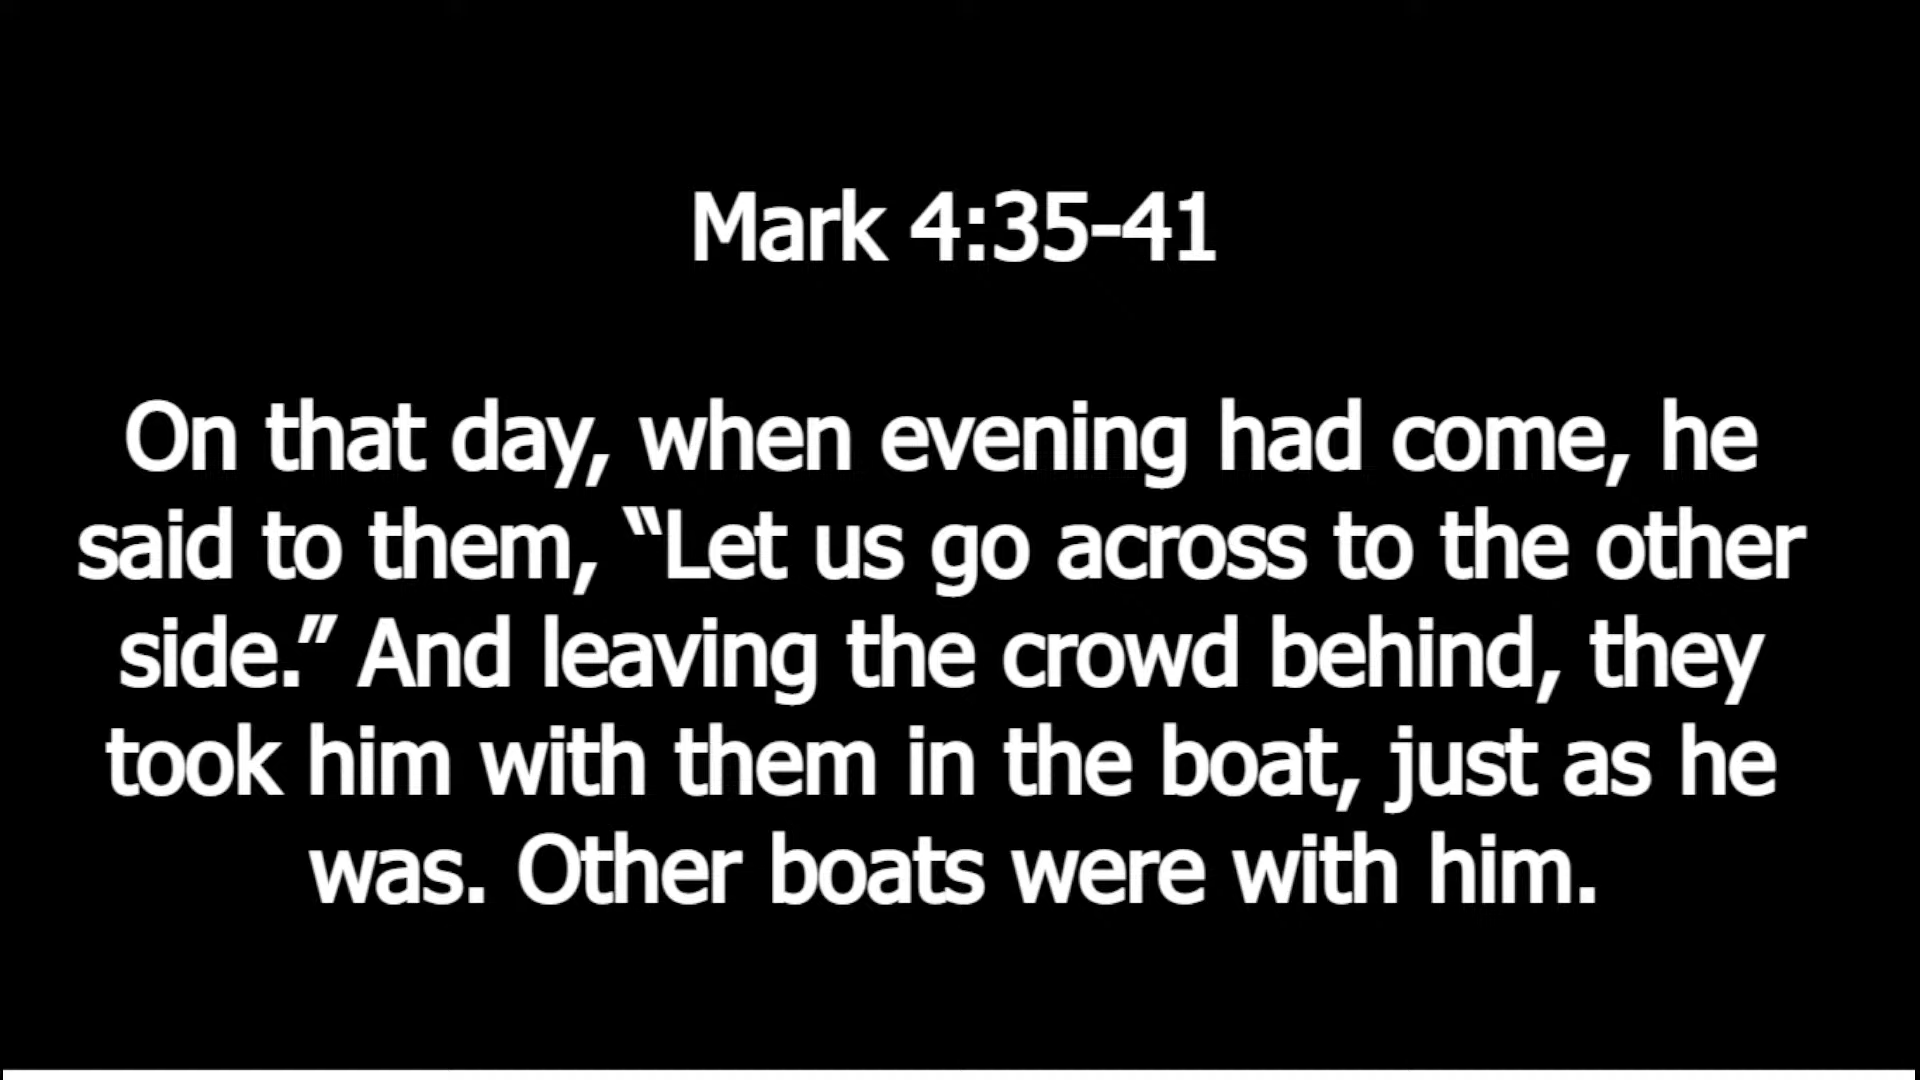 Mark 4:35-41
On that day, when evening had come, he
said to them, “Let us go across to the other
side.” And leaving the crowd behind, they
took him with them in the boat, just as he
was. Other boats were with him.